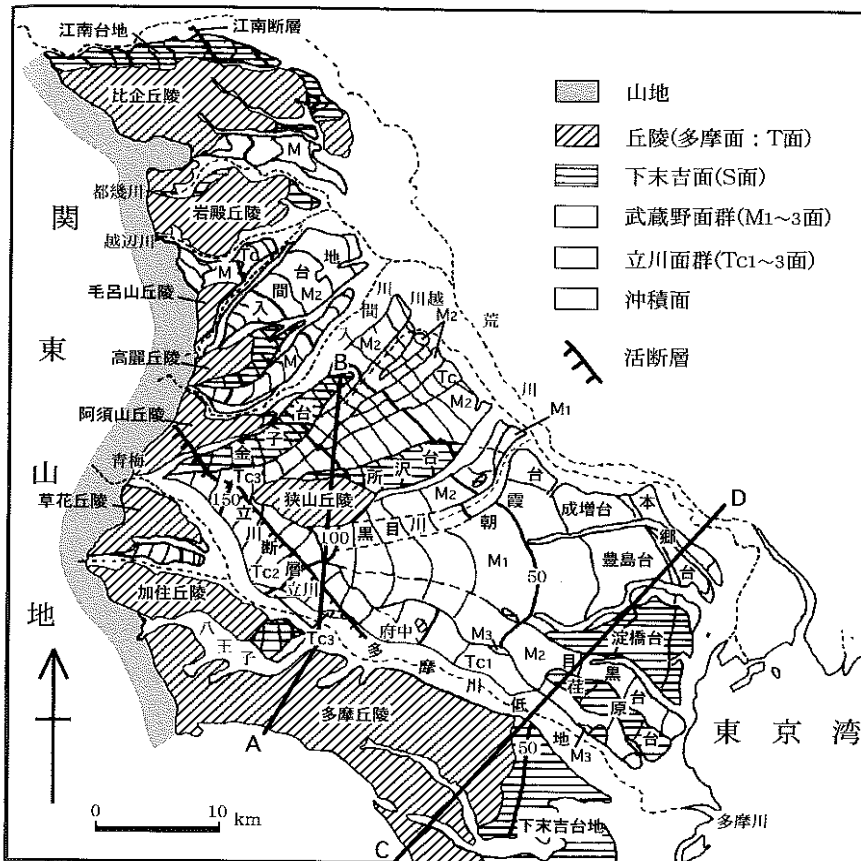 江南台地
江南断層
比企丘陵
M
都幾川
岩殿丘陵
越辺川
Tc
M
毛呂山丘陵
入間台地
M2
高麗丘陵
M
阿須山丘陵
入間川
川越
M2
M2
荒川
B
Tc
M2
M1
金子台
所沢台
青梅
Tc3
狭山丘陵
M2
150
草花丘陵
立川断層
100
黒目川
朝霞台
成増台
本郷台
D
M1
豊島台
50
Tc2
立川
加住丘陵
八王子
Tc3
府中
M3
M2
淀橋台
目黒台
Tc1
荏原台
多摩川低地
A
多摩丘陵
50
M3
下末吉台地
C
多摩川
東京湾
関東山地
0 10 km
山地
丘陵(多摩面：T面)
下末吉面(S面)
武蔵野面群(M1～3面)
立川面群(Tc1～3面)
沖積面
活断層